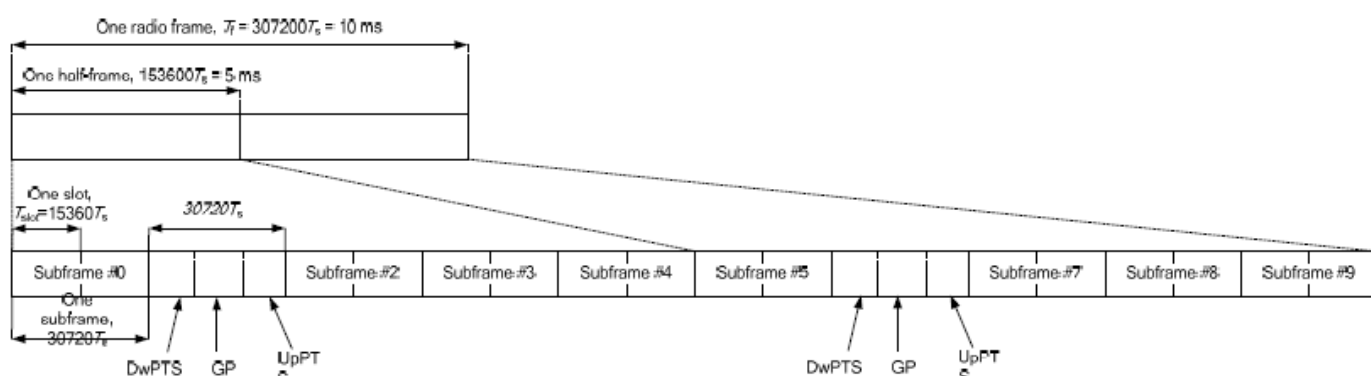 One radio frame, Tf = 307200Ts = 10 ms
One half-frame, 153600Ts = 5 ms
One slot,
Tslot=15360Ts
30720Ts
Subframe #0
Subframe #2
Subframe #3
Subframe #4
Subframe #5
Subframe #7
Subframe #8
Subframe #9
One
subframe,
30720Ts
DwPTS
GP
UpPT
DwPTS
GP
UpPT